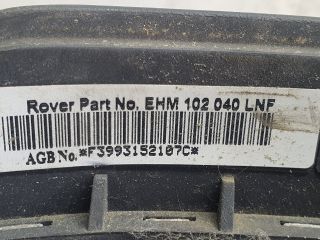 Rover Part No. EHM 102 040 LNF
AGB No. *F3993152107C*